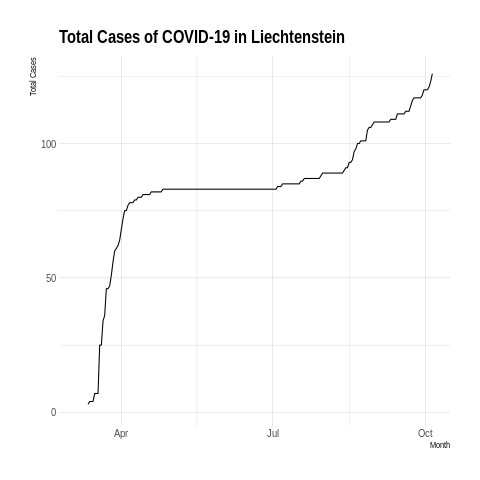 Total Cases of COVID-19 in Liechtenstein
Total Cases
100
50
0
Apr Jul Oct
Month